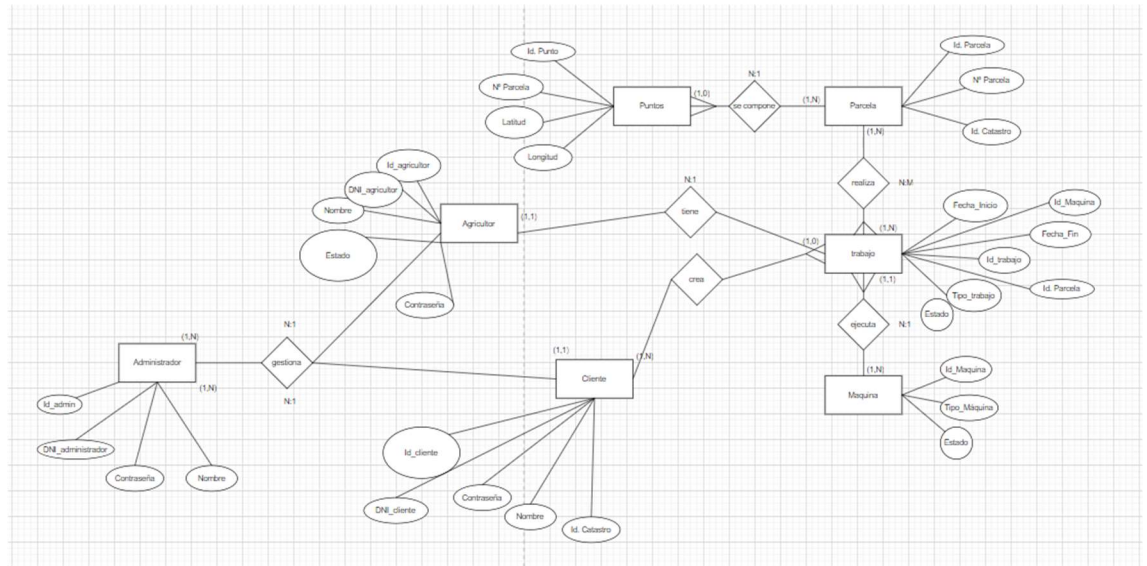 Id. Punto
Nº Parcela
Latitud
Longitud
Puntos
(1,0)
N:1
se compone
(1,N)
Parcela
Id. Parcela
Nº Parcela
Id. Catastro
(1,N)
realiza
N:M
Id_agricultor
DNI_agricultor
Nombre
Estado
Contraseña
Agricultor
(1,1)
N:1
tiene
(1,0)
crea
(1,N)
trabajo
(1,1)
Fecha_Inicio
Id_Maquina
Fecha_Fin
Id_trabajo
Id. Parcela
Tipo_trabajo
Estado
ejecuta
N:1
(1,N)
Maquina
Id_Maquina
Tipo_Máquina
Estado
(1,N)
Administrador
(1,N)
N:1
gestiona
N:1
Id_admin
DNI_administrador
Contraseña
Nombre
(1,1)
(1,N)
Cliente
Id_cliente
DNI_cliente
Contraseña
Nombre
Id. Catastro